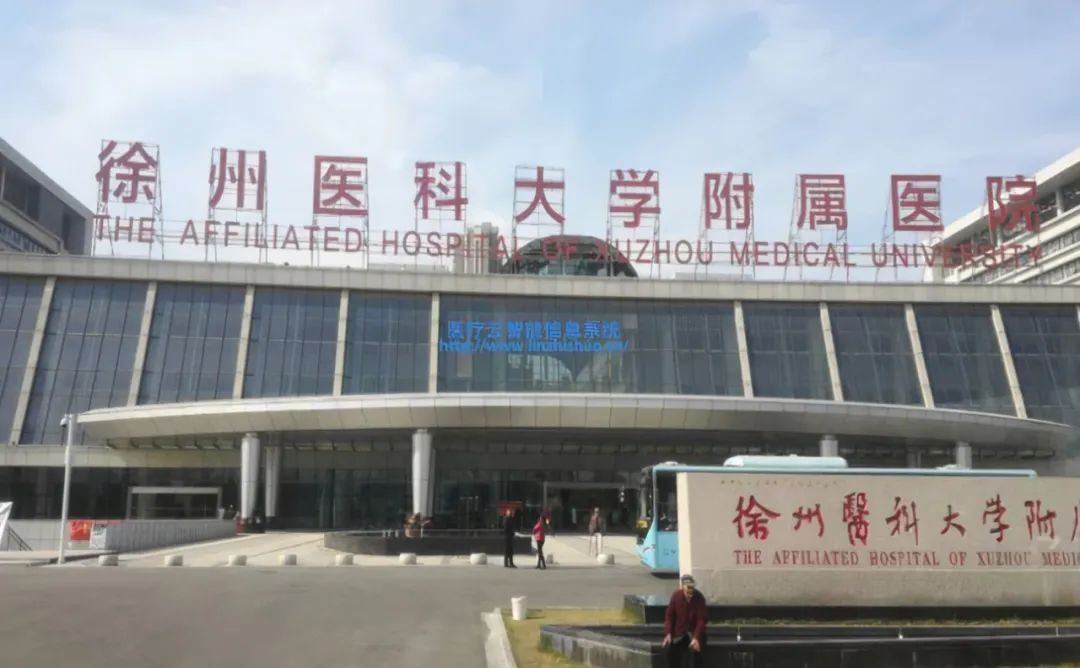 徐州医科大学附属医院
THE AFFILIATED HOSPITAL OF XUZHOU MEDICAL UNIVERSITY
医疗云智能信息系统
徐州醫科大学附
THE AFFILIATED HOSPITAL OF XUZHOU MEDIC